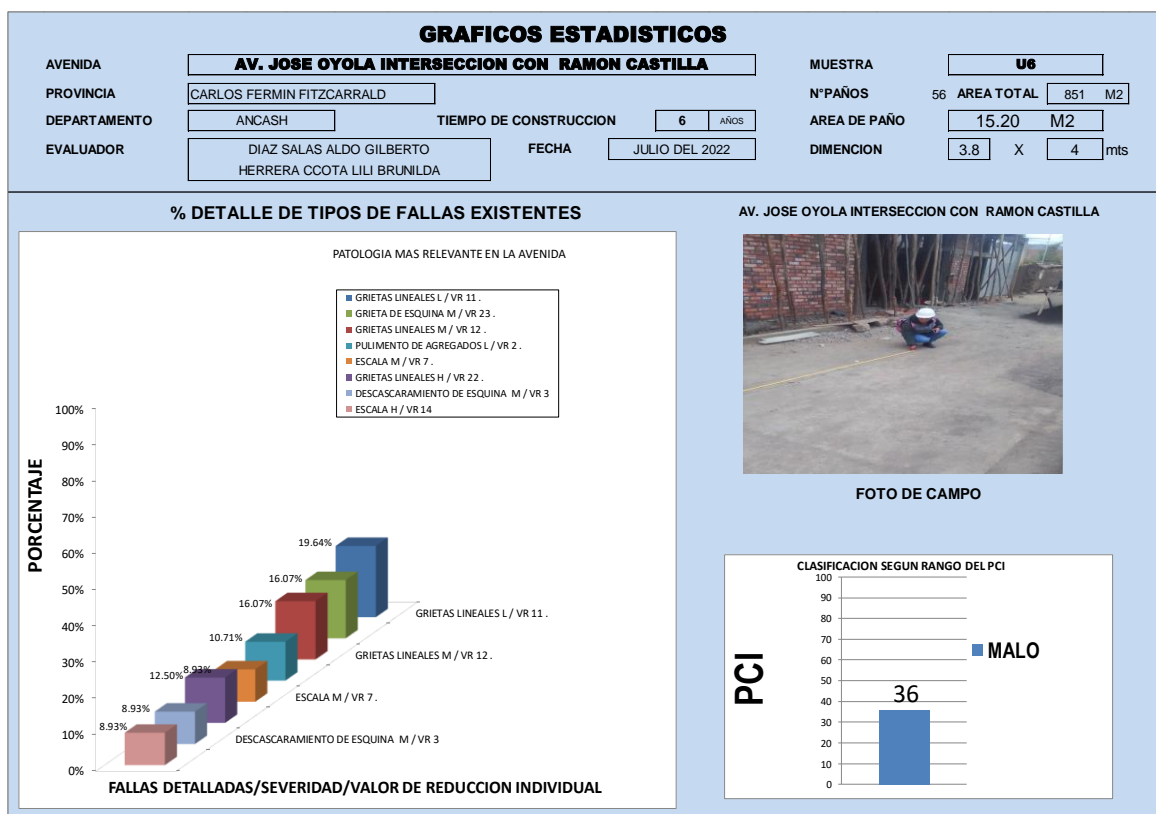 GRAFICOS ESTADISTICOS
AVENIDA AV. JOSE OYOLA INTERSECCION CON RAMON CASTILLA MUESTRA U6
PROVINCIA CARLOS FERMIN FITZCARRALD N°PAÑOS 56 AREA TOTAL 851 M2
DEPARTAMENTO ANCASH TIEMPO DE CONSTRUCCION 6 AÑOS AREA DE PAÑO 15.20 M2
EVALUADOR DIAZ SALAS ALDO GILBERTO FECHA JULIO DEL 2022 DIMENCION 3.8 X 4 mts
HERRERA CCOTA LILI BRUNILDA
% DETALLE DE TIPOS DE FALLAS EXISTENTES
PATOLOGIA MAS RELEVANTE EN LA AVENIDA
GRIETAS LINEALES L / VR 11 .
GRIETA DE ESQUINA M / VR 23 .
GRIETAS LINEALES M / VR 12 .
PULIMENTO DE AGREGADOS L / VR 2 .
ESCALA M / VR 7 .
GRIETAS LINEALES H / VR 22 .
DESCASCARAMIENTO DE ESQUINA M / VR 3
ESCALA H / VR 14
PORCENTAJE
100%
90%
80%
70%
60%
50%
40%
30%
20%
10%
0%
19.64%
16.07%
16.07%
10.71%
8.93%
12.50%
8.93%
8.93%
GRIETAS LINEALES L / VR 11 .
GRIETAS LINEALES M / VR 12 .
ESCALA M / VR 7 .
DESCASCARAMIENTO DE ESQUINA M / VR 3
FALLAS DETALLADAS/SEVERIDAD/VALOR DE REDUCCION INDIVIDUAL
AV. JOSE OYOLA INTERSECCION CON RAMON CASTILLA
FOTO DE CAMPO
CLASIFICACION SEGUN RANGO DEL PCI
PCI
100
90
80
70
60
50
40
30
20
10
0
36
MALO